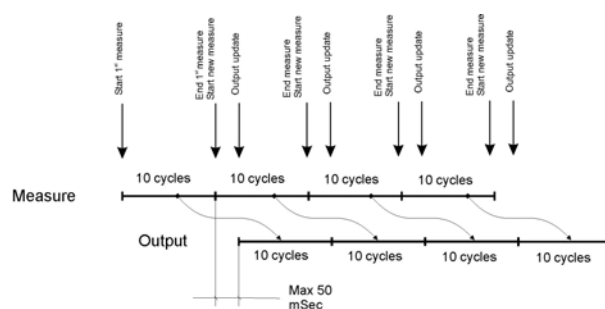 Start 1st measure
End 1st measure
Start new measure
Output update
End measure
Start new measure
Output update
End measure
Start new measure
Output update
End measure
Start new measure
Output update
10 cycles
10 cycles
10 cycles
10 cycles
Measure
Output
10 cycles
10 cycles
10 cycles
10 cycles
Max 50
mSec